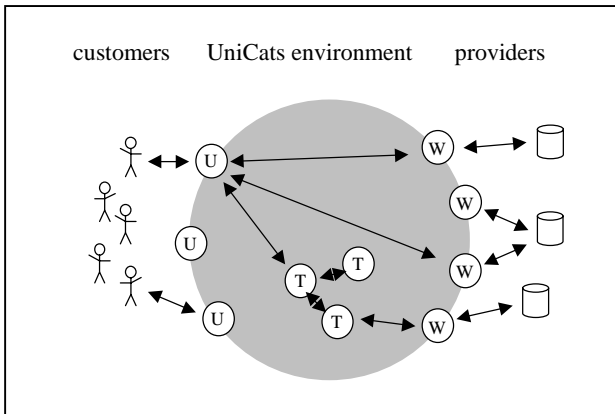 customers UniCats environment providers
U W
W
U
T W
T
U T W